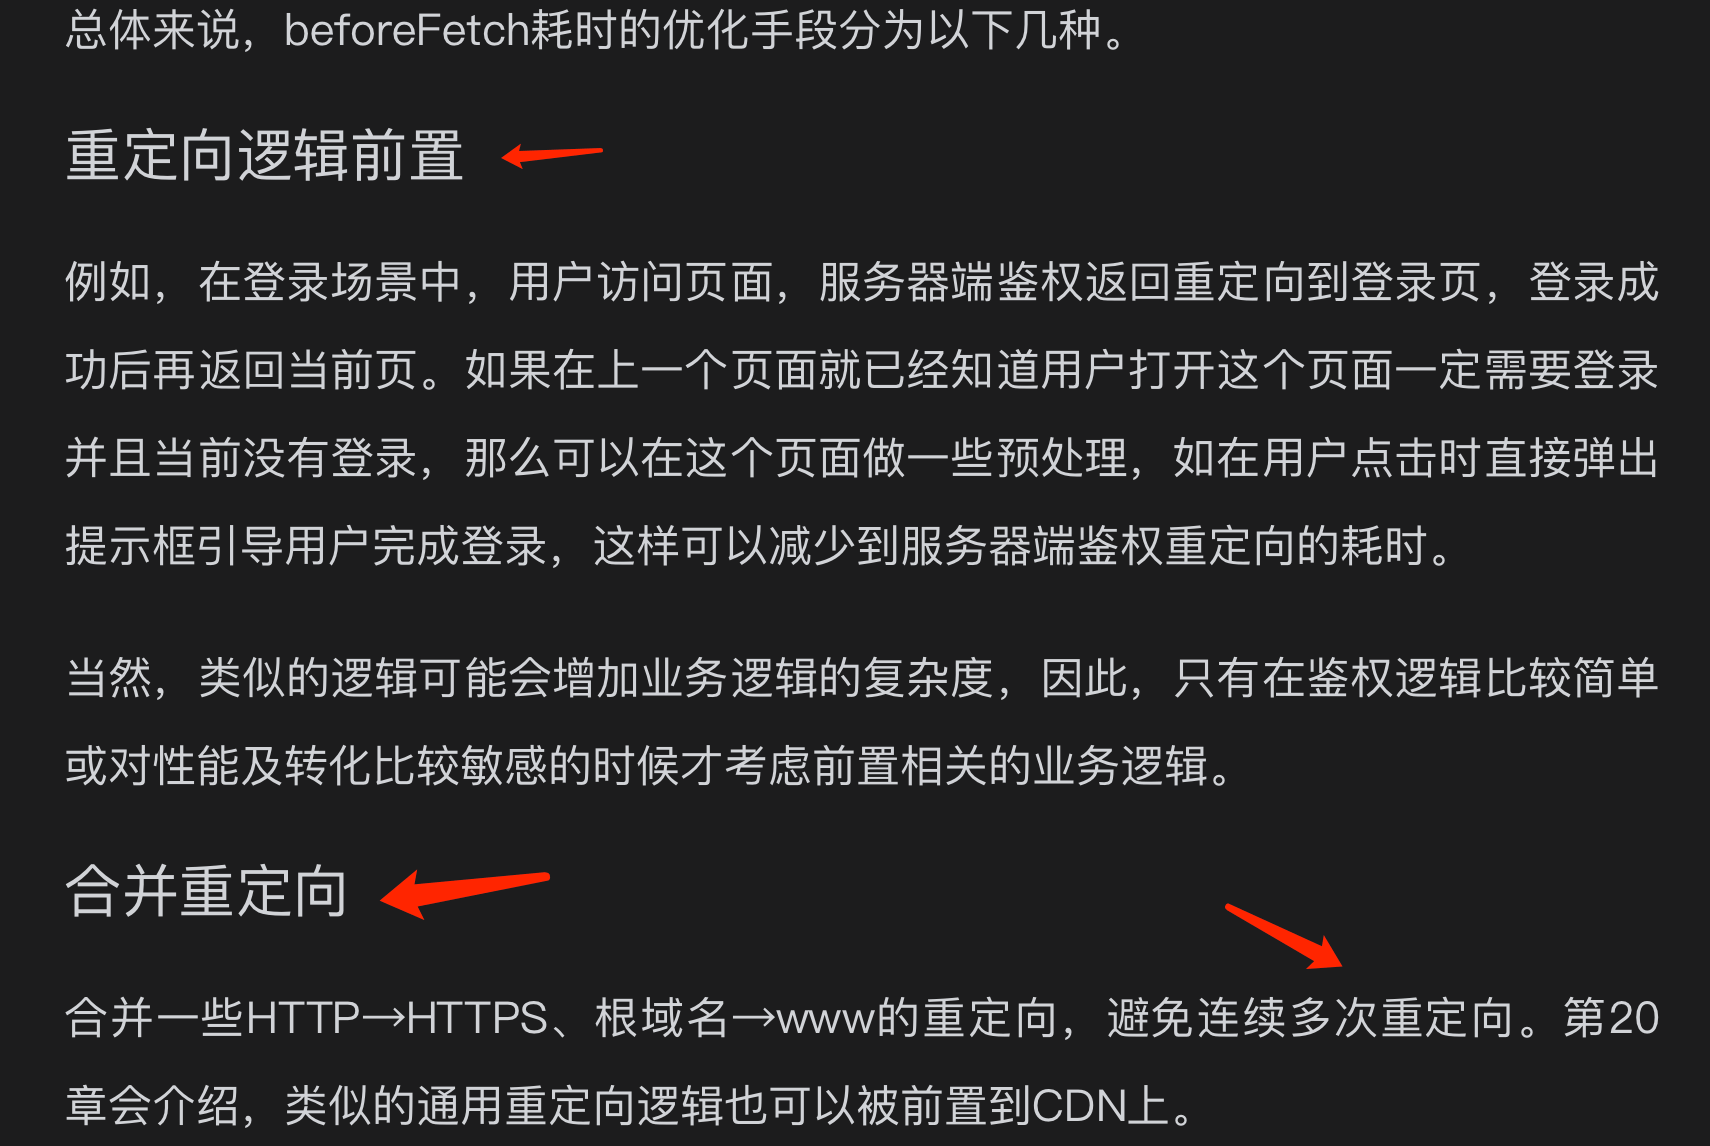 总体来说，beforeFetch耗时的优化手段分为以下几种。
重定向逻辑前置
例如，在登录场景中，用户访问页面，服务器端鉴权返回重定向到登录页，登录成
功后再返回当前页。如果在上一个页面就已经知道用户打开这个页面一定需要登录
并且当前没有登录，那么可以在这个页面做一些预处理，如在用户点击时直接弹出
提示框引导用户完成登录，这样可以减少到服务器端鉴权重定向的耗时。
当然，类似的逻辑可能会增加业务逻辑的复杂度，因此，只有在鉴权逻辑比较简单
或对性能及转化比较敏感的时候才考虑前置相关的业务逻辑。
合并重定向
合并一些HTTP→HTTPS、根域名→www的重定向，避免连续多次重定向。第20
章会介绍，类似的通用重定向逻辑也可以被前置到CDN上。